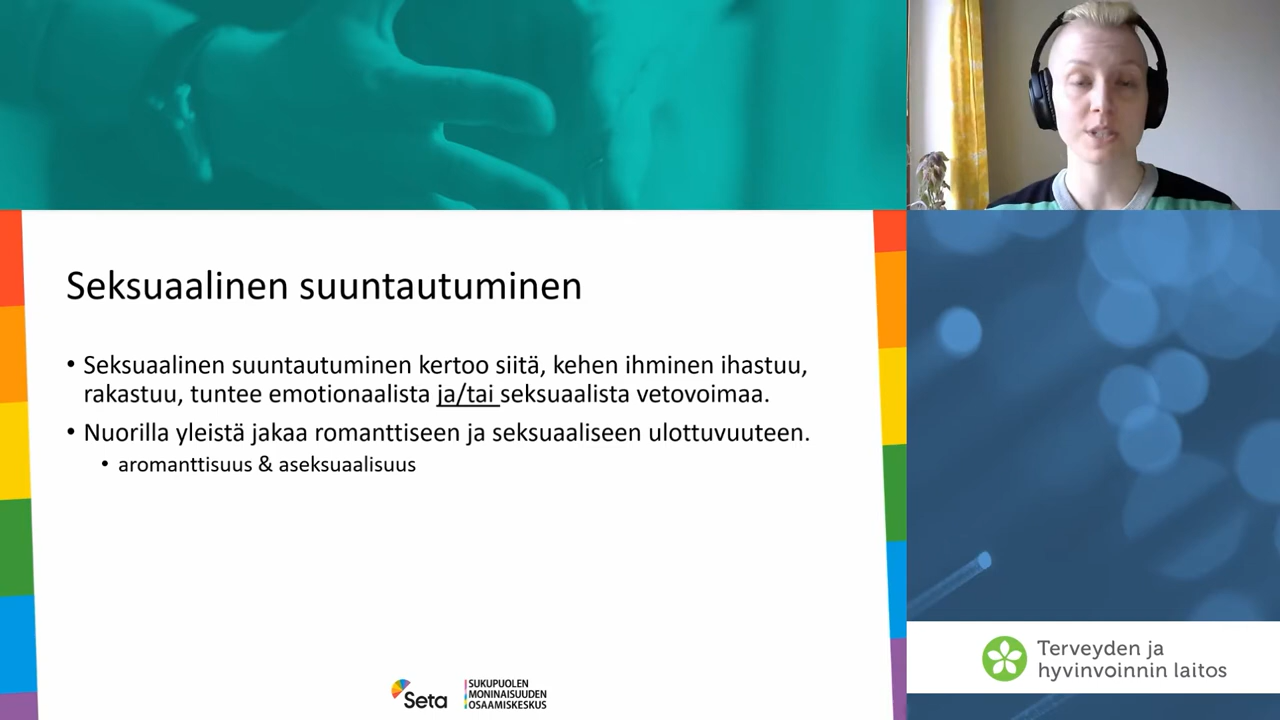 Seksuaalinen suuntautuminen
• Seksuaalinen suuntautuminen kertoo siitä, kehen ihminen ihastuu,
rakastuu, tuntee emotionaalista ja/tai seksuaalista vetovoimaa.
• Nuorilla yleistä jakaa romanttiseen ja seksuaaliseen ulottuvuuteen.
• aromanttisuus & aseksuaalisuus
Seta
SUKUPUOLEN
MONINAISUUDEN
OSAAMISKESKUS
Terveyden ja
hyvinvoinnin laitos